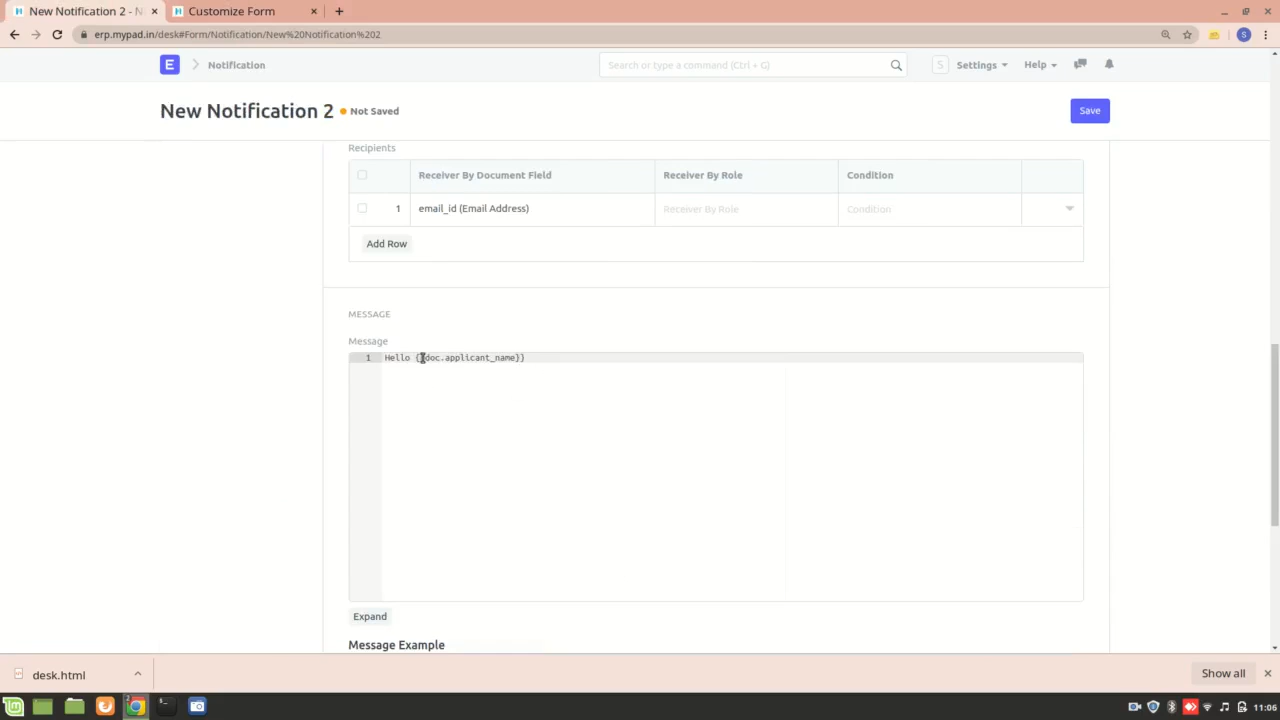 New Notification 2 - N
Customize Form
erp.mypad.in/desk#Form/Notification/New%20Notification%202
S
E
Notification
Search or type a command (Ctrl + G)
S
Settings
Help
New Notification 2
Not Saved
Save
Recipients
Receiver By Document Field
Receiver By Role
Condition
1
email_id (Email Address)
Receiver By Role
Condition
Add Row
MESSAGE
Message
1
Hello {{doc.applicant_name}}
Expand
Message Example
desk.html
Show all
11:06